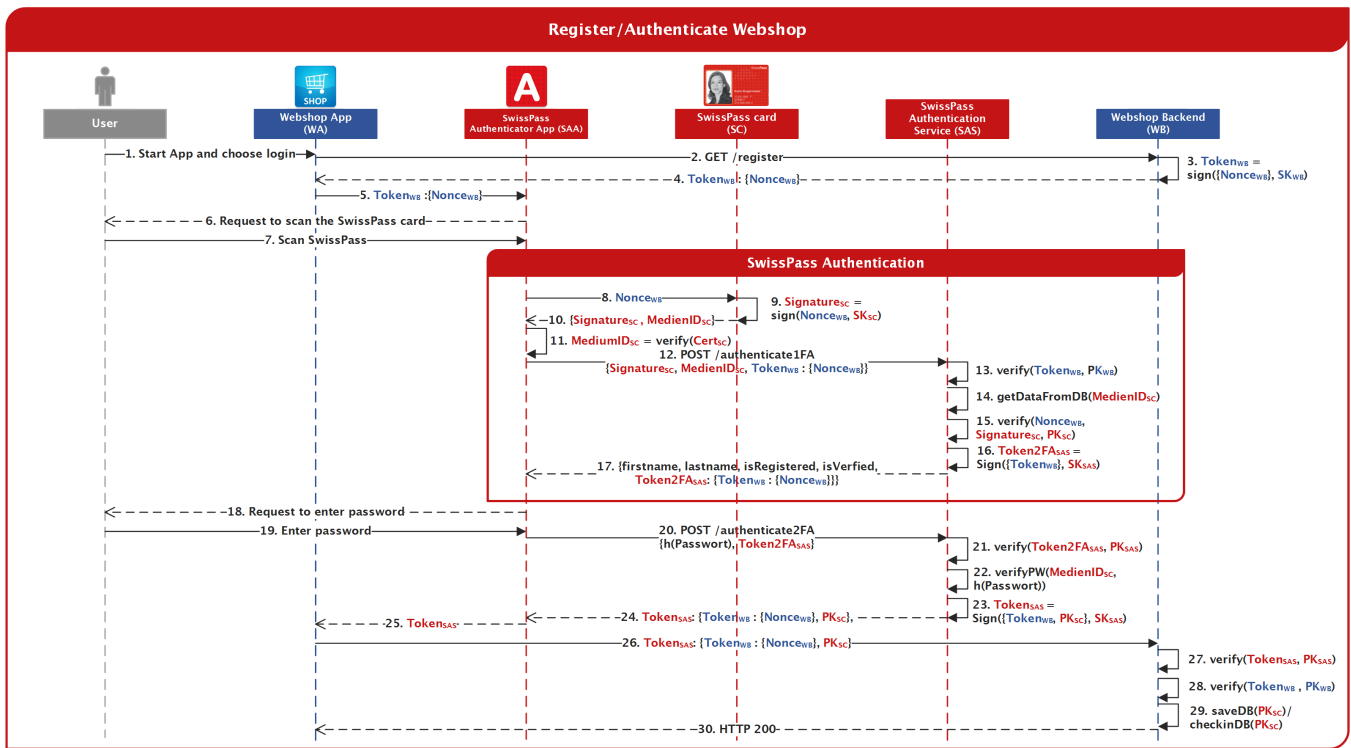 Register/Authenticate Webshop
SHOP
A
User
Webshop App
(WA)
SwissPass
Authenticator App (SAA)
SwissPass card
(SC)
SwissPass
Authentication
Service (SAS)
Webshop Backend
(WB)
1. Start App and choose login
2. GET /register
3. TokenWB =
sign({NonceWB}, SKWB)
4. TokenWB : {NonceWB}
5. TokenWB :{NonceWB}
6. Request to scan the SwissPass card
7. Scan SwissPass
SwissPass Authentication
8. NonceWB
9. SignatureSC =
sign(NonceWB, SKSC)
10. {SignatureSC , MedienIDSC}
11. MediumIDSC = verify(CertSC)
12. POST /authenticate1FA
{SignatureSC, MedienIDSC, TokenWB : {NonceWB}}
13. verify(TokenWB, PKWB)
14. getDataFromDB(MedienIDSC)
15. verify(NonceWB,
SignatureSC, PKSC)
16. Token2FASAS =
Sign({TokenWB}, SKSAS)
17. {firstname, lastname, isRegistered, isVerfied,
Token2FASAS: {TokenWB : {NonceWB}}}
18. Request to enter password
19. Enter password
20. POST /authenticate2FA
{h(Passwort), Token2FASAS}
21. verify(Token2FASAS, PKSAS)
22. verifyPW(MedienIDSC,
h(Passwort))
23. TokenSAS =
Sign({TokenWB, PKSC}, SKSAS)
24. TokenSAS: {TokenWB : {NonceWB}, PKSC},
25. TokenSAS
26. TokenSAS: {TokenWB : {NonceWB}, PKSC}
27. verify(TokenSAS, PKSAS)
28. verify(TokenWB , PKWB)
29. saveDB(PKSC)/
checkinDB(PKSC)
30. HTTP 200